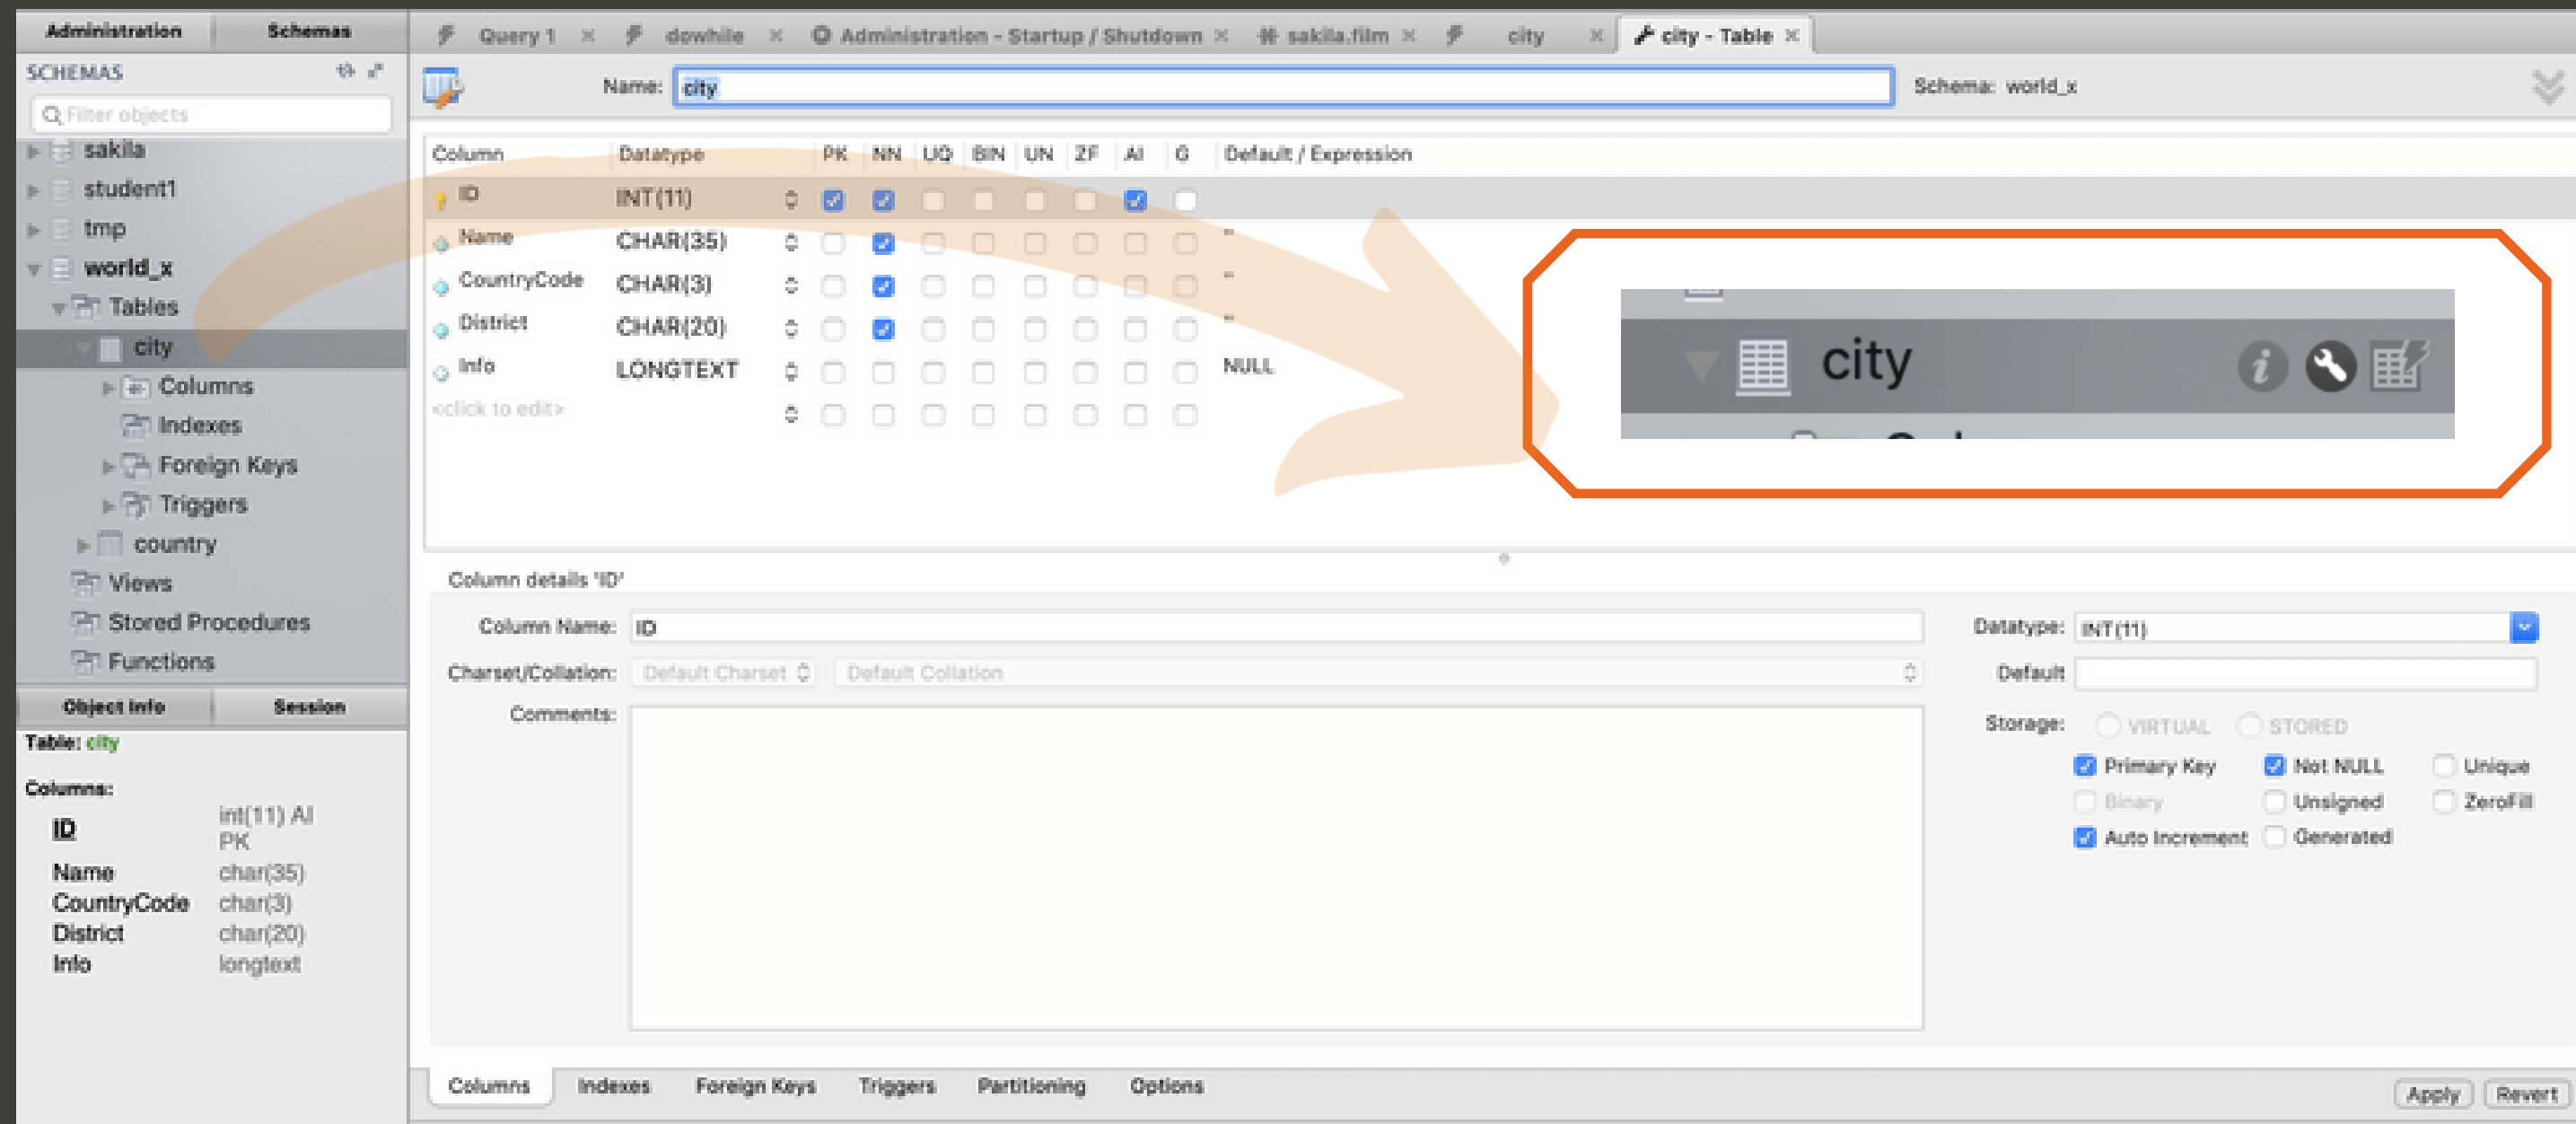 Administration Schemas
Query 1 dowhile Administration - Startup / Shutdown sakila.film city city - Table
SCHEMAS
Filter objects
sakila
student1
tmp
world_x
Tables
city
Columns
Indexes
Foreign Keys
Triggers
country
Views
Stored Procedures
Functions
Object Info Session
Table: city
Columns:
ID int(11) AI
PK
Name char(35)
CountryCode char(3)
District char(20)
Info longtext
Name: city Schema: world_x
Column Datatype PK NN UQ BIN UN ZF AI G Default / Expression
ID INT(11)
Name CHAR(35) ''
CountryCode CHAR(3) ''
District CHAR(20) ''
Info LONGTEXT NULL
<click to edit>
city
Column details 'ID'
Column Name: ID Datatype: INT(11)
Charset/Collation: Default Charset Default Collation Default
Comments: Storage: VIRTUAL STORED
Primary Key Not NULL Unique
Binary Unsigned ZeroFill
Auto Increment Generated
Columns Indexes Foreign Keys Triggers Partitioning Options
Apply Revert